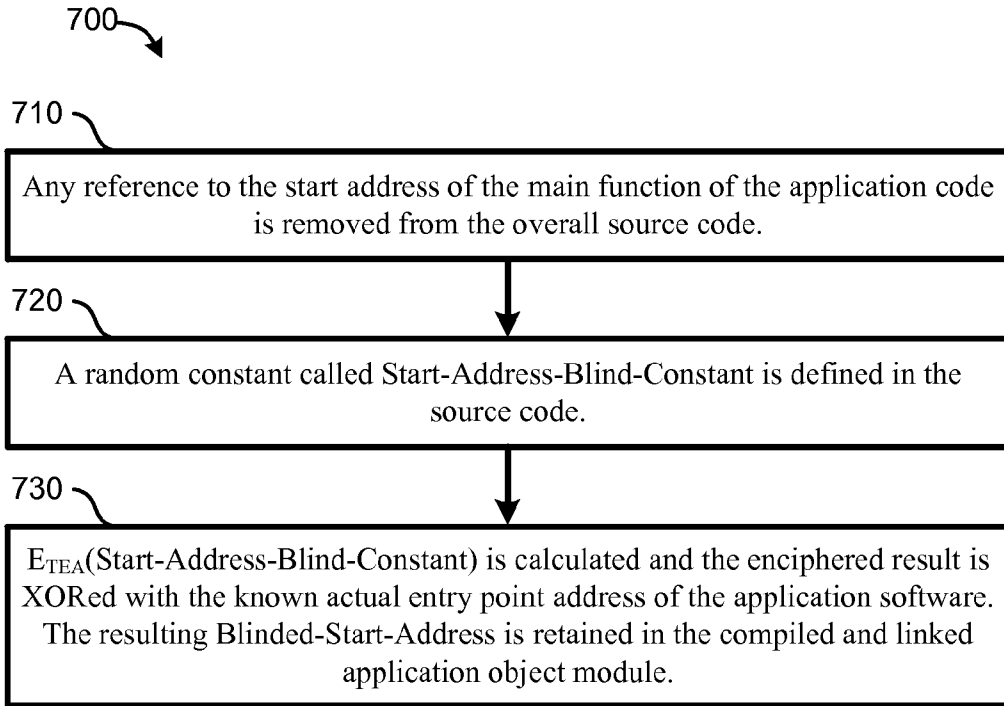 700
710
Any reference to the start address of the main function of the application code
is removed from the overall source code.
720
A random constant called Start-Address-Blind-Constant is defined in the
source code.
730
E_TEA(Start-Address-Blind-Constant) is calculated and the enciphered result is
XORed with the known actual entry point address of the application software.
The resulting Blinded-Start-Address is retained in the compiled and linked
application object module.